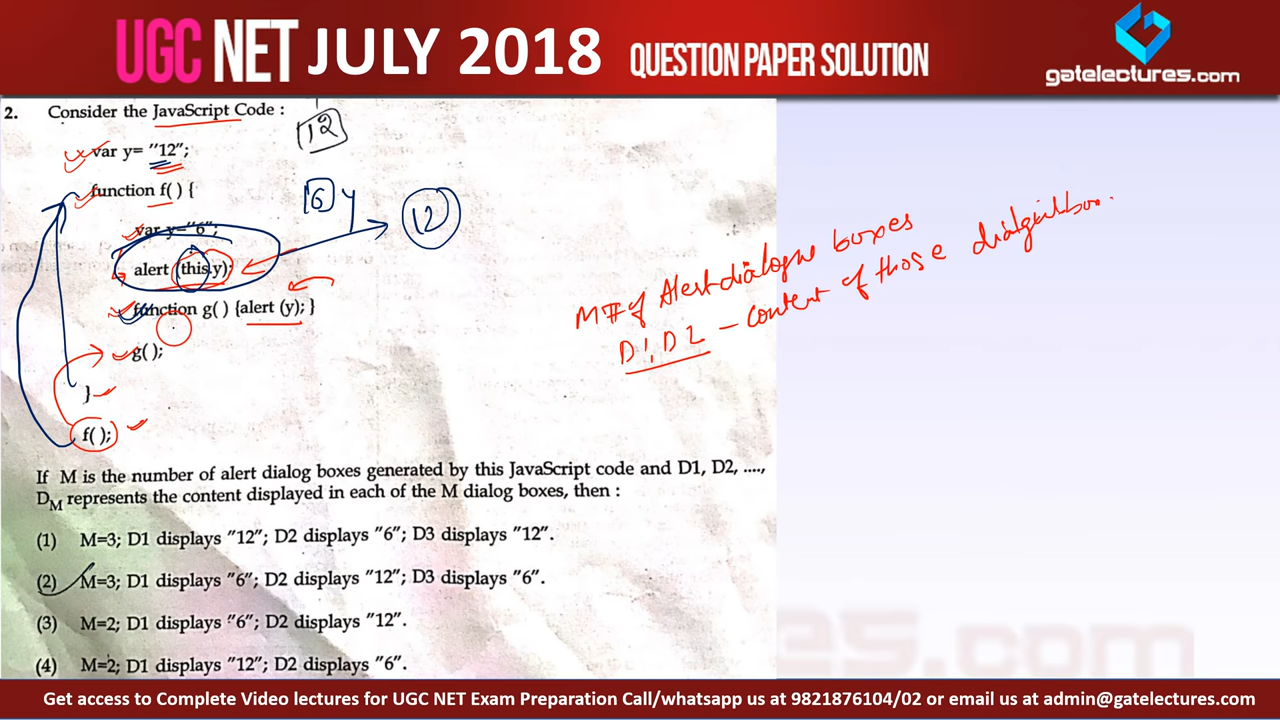 UGC NET JULY 2018 QUESTION PAPER SOLUTION
gatelectures.com
2. Consider the JavaScript Code :
12
var y= "12";
function f( ) {
6 y
12
var y="6";
alert (this.y);
function g( ) {alert (y); }
g( );
}
f( );
M # of Alert dialogue boxes
D1, D2 – content of those
If M is the number of alert dialog boxes generated by this JavaScript code and D1, D2, ....,
DM represents the content displayed in each of the M dialog boxes, then :
(1) M=3; D1 displays "12"; D2 displays "6"; D3 displays "12".
(2) M=3; D1 displays "6"; D2 displays "12"; D3 displays "6".
(3) M=2; D1 displays "6"; D2 displays "12".
(4) M=2; D1 displays "12"; D2 displays "6".
es.com
Get access to Complete Video lectures for UGC NET Exam Preparation Call/whatsapp us at 9821876104/02 or email us at admin@gatelectures.com